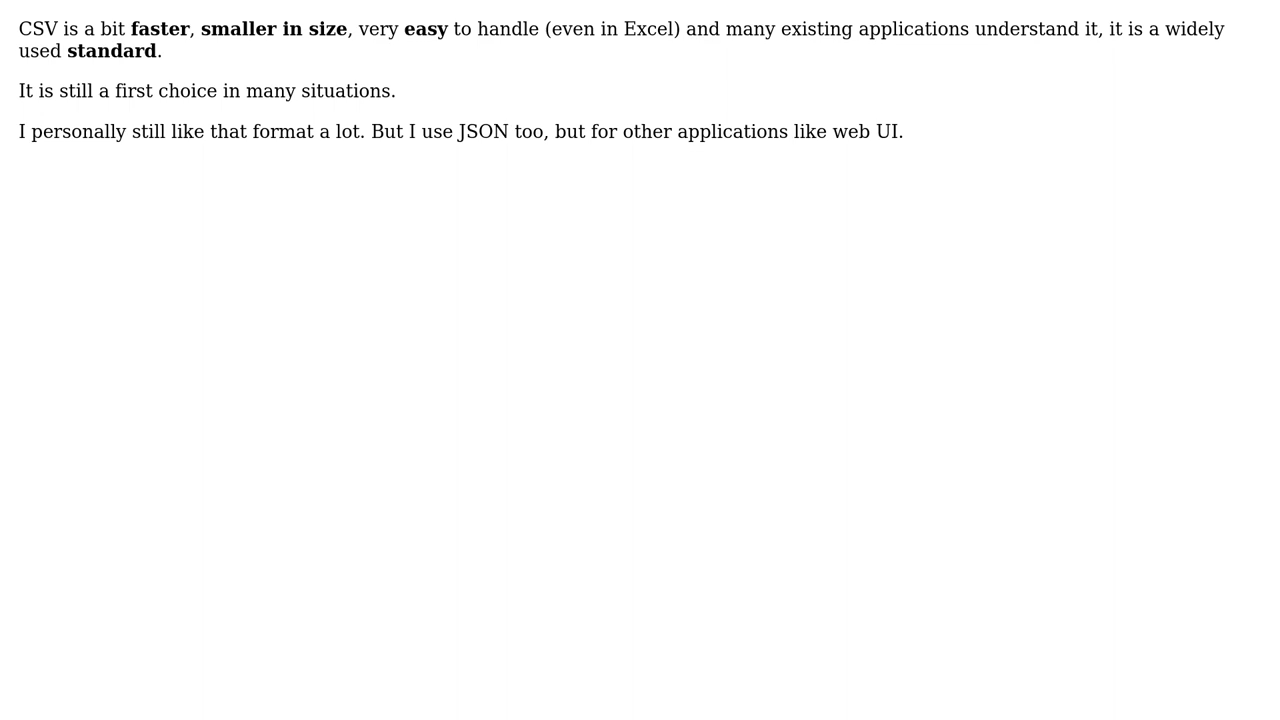 CSV is a bit faster, smaller in size, very easy to handle (even in Excel) and many existing applications understand it, it is a widely
used standard.
It is still a first choice in many situations.
I personally still like that format a lot. But I use JSON too, but for other applications like web UI.